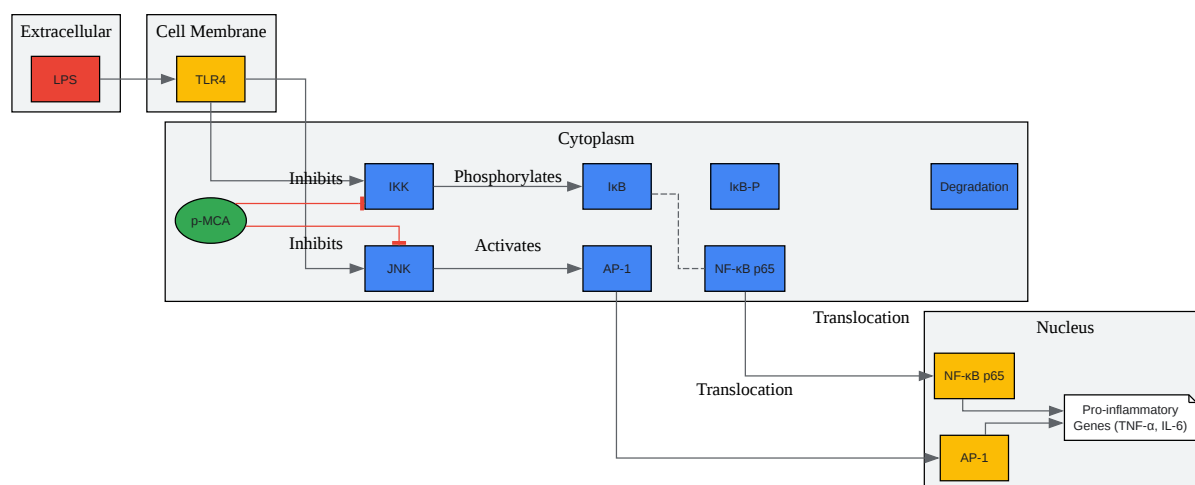 Extracellular
Cell Membrane
LPS
TLR4
Cytoplasm
Inhibits
IKK
Phosphorylates
IκB
IκB-P
Degradation
p-MCA
Inhibits
JNK
Activates
AP-1
NF-κB p65
Translocation
Nucleus
NF-κB p65
Translocation
Pro-inflammatory
Genes (TNF-α, IL-6)
AP-1